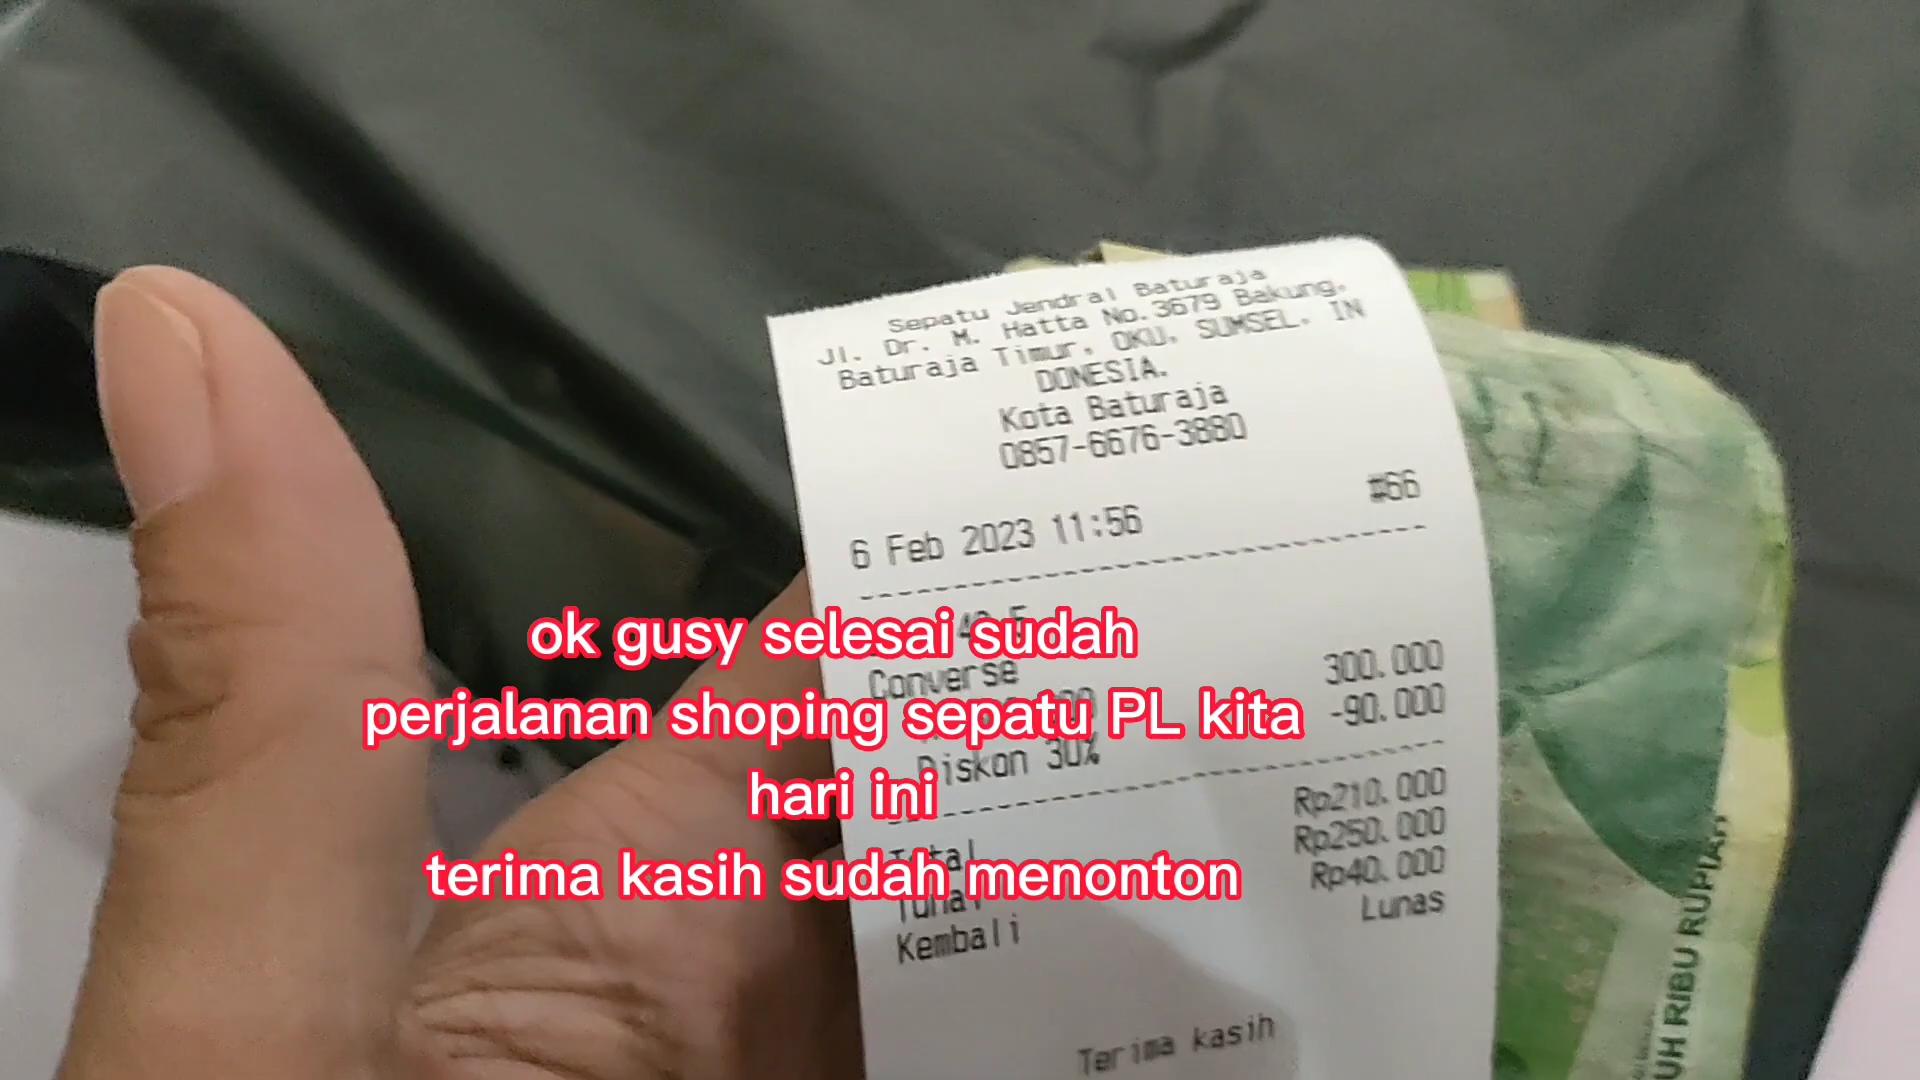 Sepatu Jendral Baturaja
Jl. Dr. M. Hatta No.3679 Bakung,
Baturaja Timur, OKU, SUMSEL, IN
DONESIA.
Kota Baturaja
0857-6676-3880
#66
6 Feb 2023 11:56
ok gusy selesai sudah
Converse 300.000
perjalanan shoping sepatu PL kita
Diskon 30% -90.000
hari ini
Total Rp210.000
terima kasih sudah menonton
Tunai Rp250.000
Kembali Rp40.000
Lunas
Terima kasih
UH RIBU RUPIAH